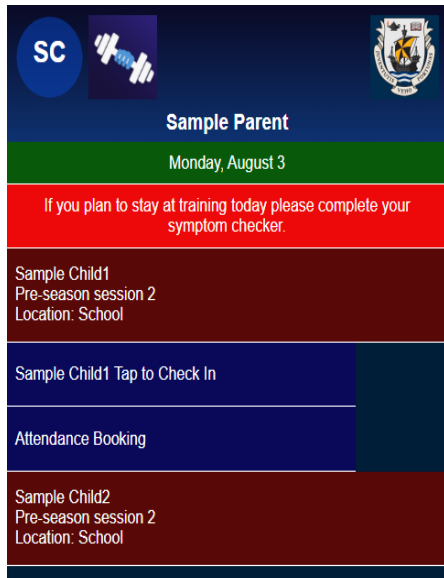 SC
Sample Parent
Monday, August 3
If you plan to stay at training today please complete your
symptom checker.
Sample Child1
Pre-season session 2
Location: School
Sample Child1 Tap to Check In
Attendance Booking
Sample Child2
Pre-season session 2
Location: School